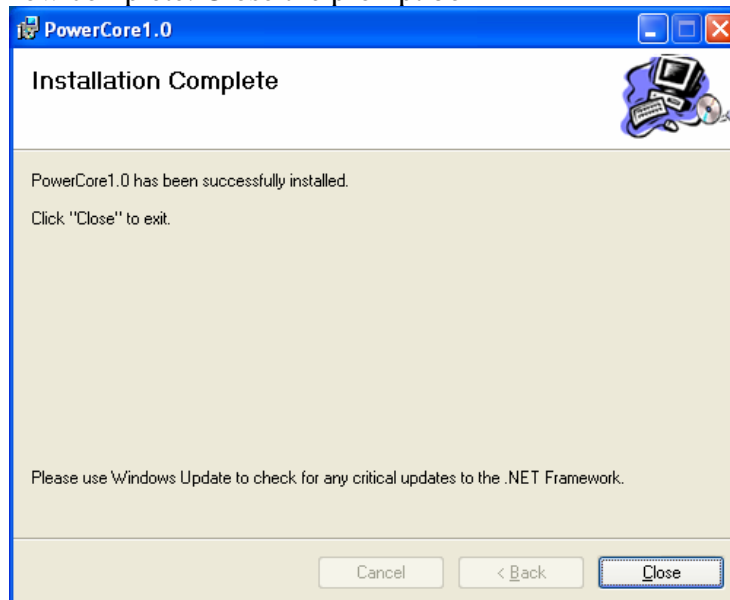 PowerCore1.0
Installation Complete
PowerCore1.0 has been successfully installed.
Click "Close" to exit.
Please use Windows Update to check for any critical updates to the .NET Framework.
Cancel
< Back
Close